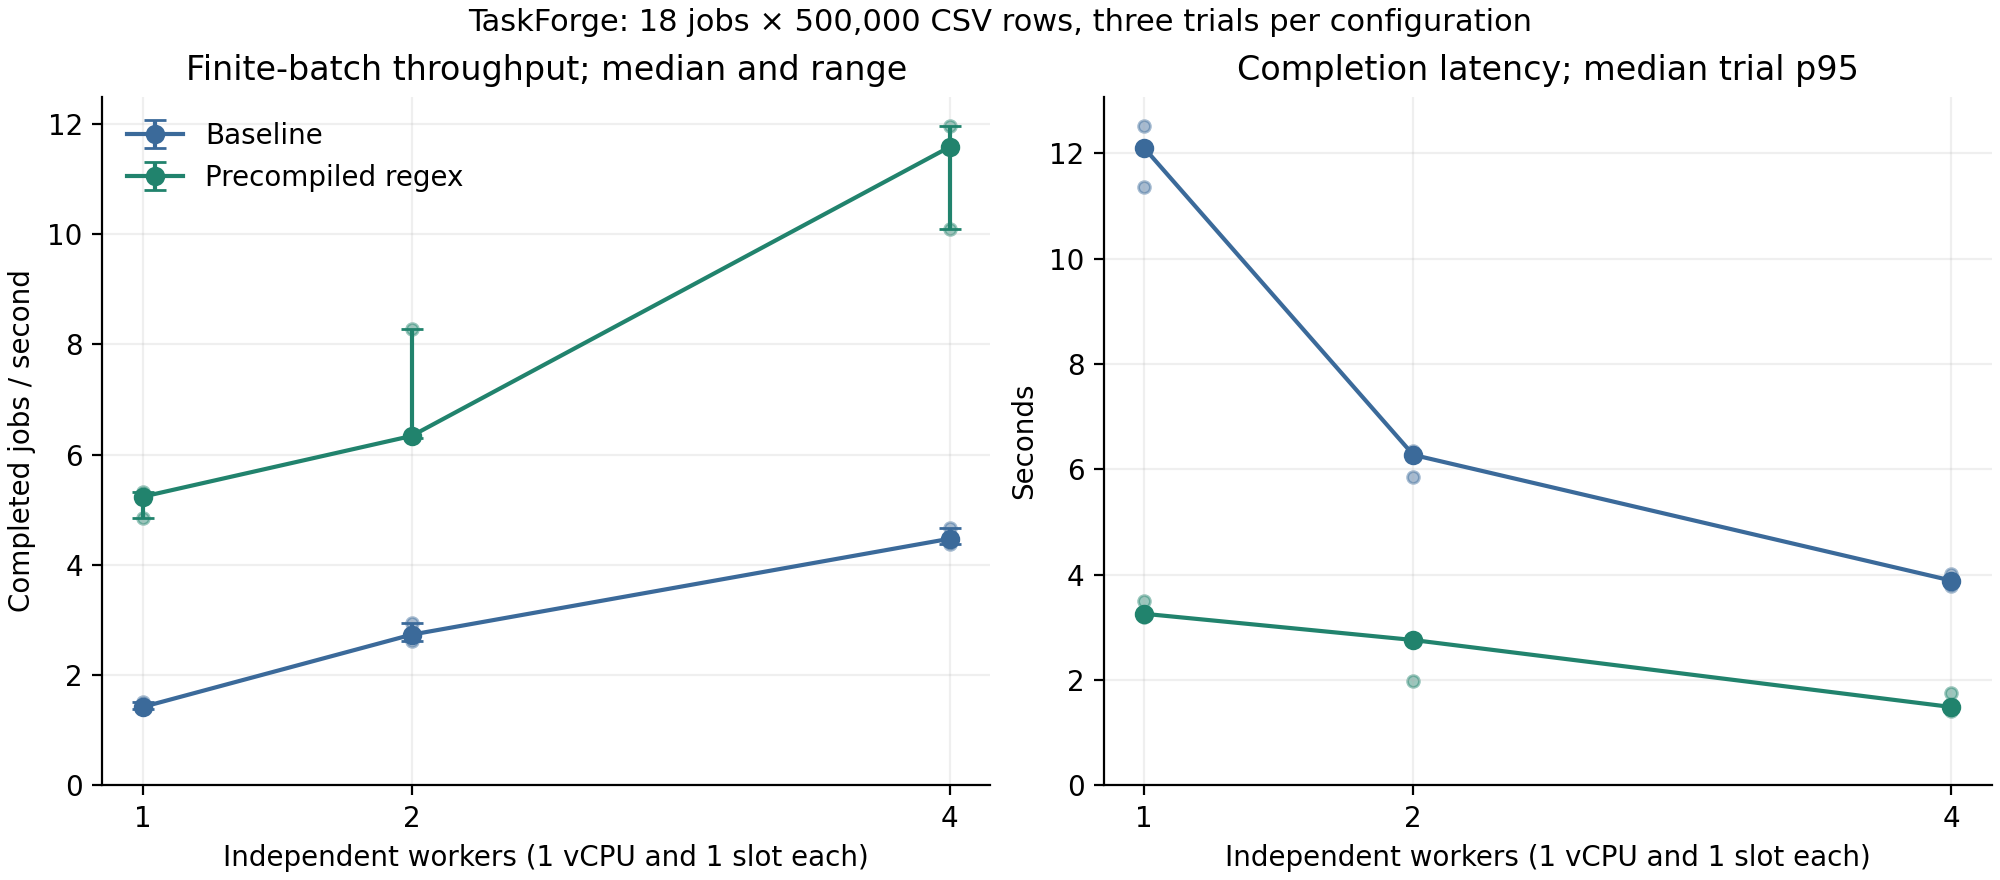 TaskForge: 18 jobs × 500,000 CSV rows, three trials per configuration
Finite-batch throughput; median and range
Baseline
Precompiled regex
Completed jobs / second
12
10
8
6
4
2
0
1
2
4
Independent workers (1 vCPU and 1 slot each)
Completion latency; median trial p95
Seconds
12
10
8
6
4
2
0
1
2
4
Independent workers (1 vCPU and 1 slot each)